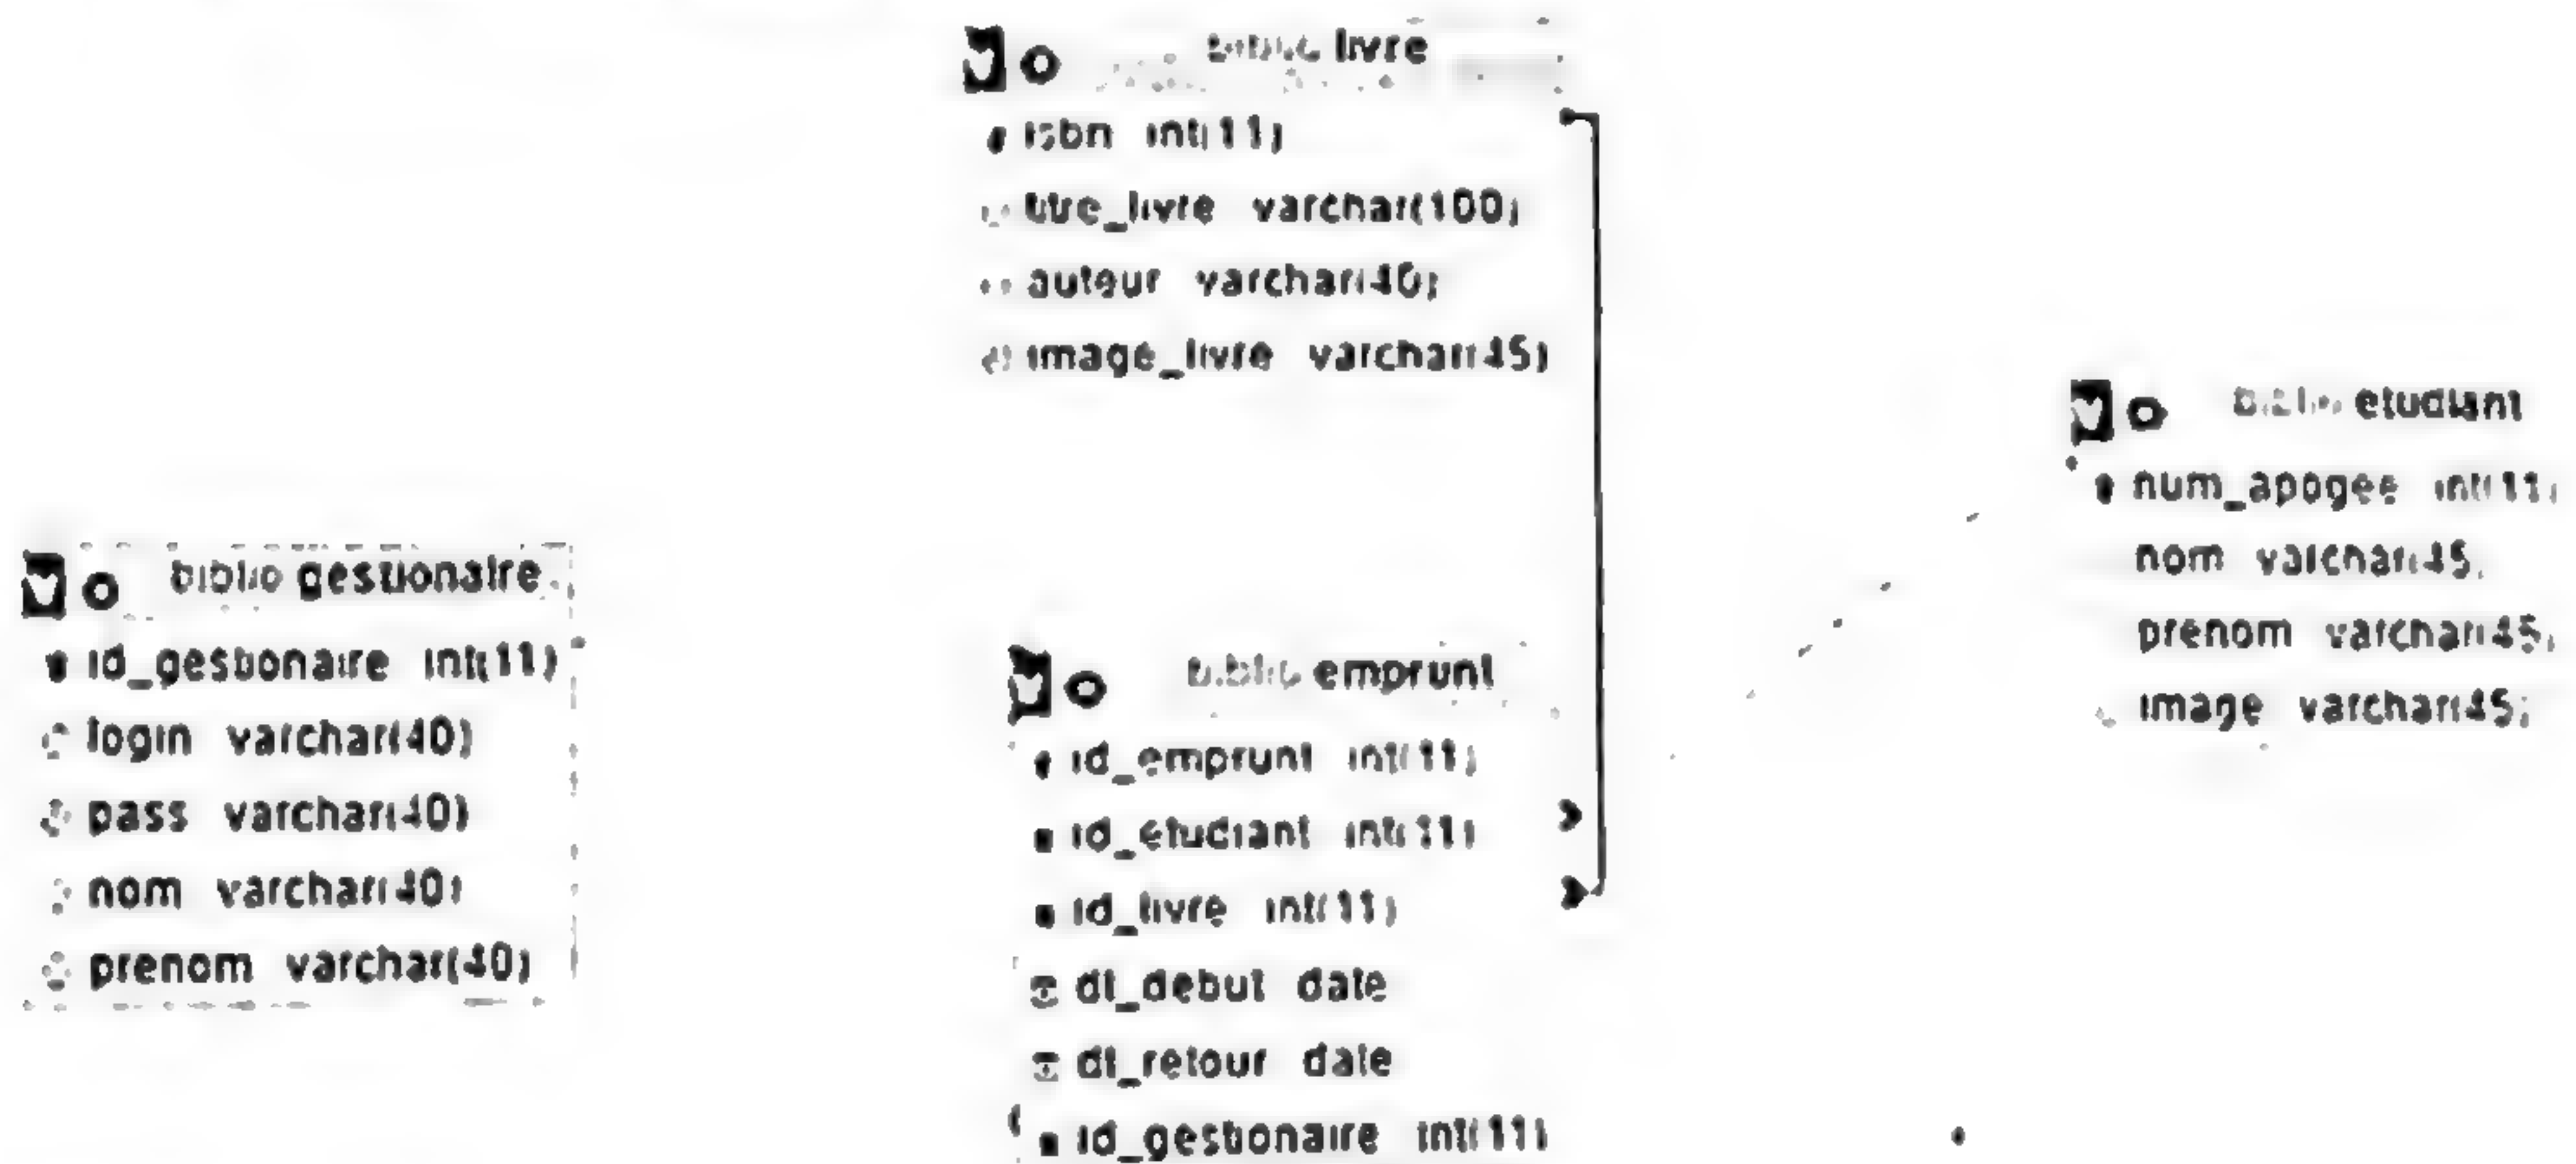 biblio livre
isbn int(11)
titre_livre varchar(100)
auteur varchar(40)
image_livre varchar(45)
biblio gestionaire
id_gestionaire int(11)
login varchar(40)
pass varchar(40)
nom varchar(40)
prenom varchar(40)
biblio emprunt
id_emprunt int(11)
id_etudiant int(11)
id_livre int(11)
dt_debut date
dt_retour date
id_gestionaire int(11)
biblio etudiant
num_apogee int(11)
nom varchar(45)
prenom varchar(45)
image varchar(45)